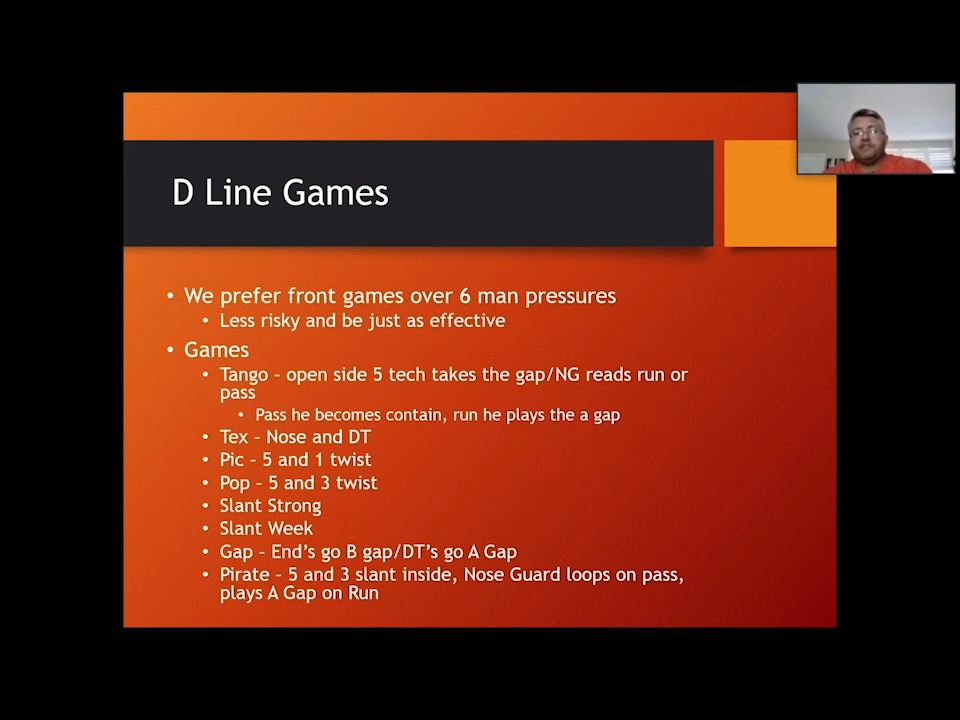 D Line Games
• We prefer front games over 6 man pressures
• Less risky and be just as effective
• Games
• Tango – open side 5 tech takes the gap/NG reads run or
pass
• Pass he becomes contain, run he plays the a gap
• Tex – Nose and DT
• Pic – 5 and 1 twist
• Pop – 5 and 3 twist
• Slant Strong
• Slant Week
• Gap – End’s go B gap/DT’s go A Gap
• Pirate – 5 and 3 slant inside, Nose Guard loops on pass,
plays A Gap on Run